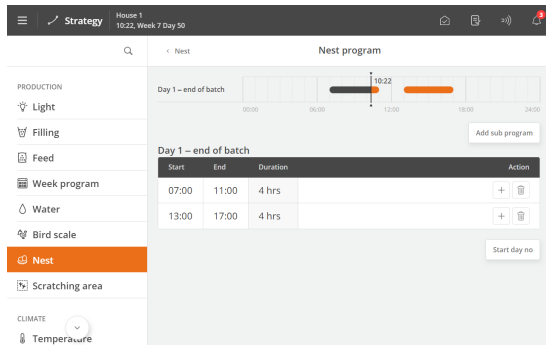 Strategy
House 1
10:22, Week 7 Day 50
3
< Nest
Nest program
PRODUCTION
Light
Filling
Feed
Week program
Water
Bird scale
Nest
Scratching area
CLIMATE
Temperature
Day 1 – end of batch
10:22
00:00 06:00 12:00 18:00 24:00
Add sub program
Day 1 – end of batch
Start End Duration Action
07:00 11:00 4 hrs
13:00 17:00 4 hrs
Start day no